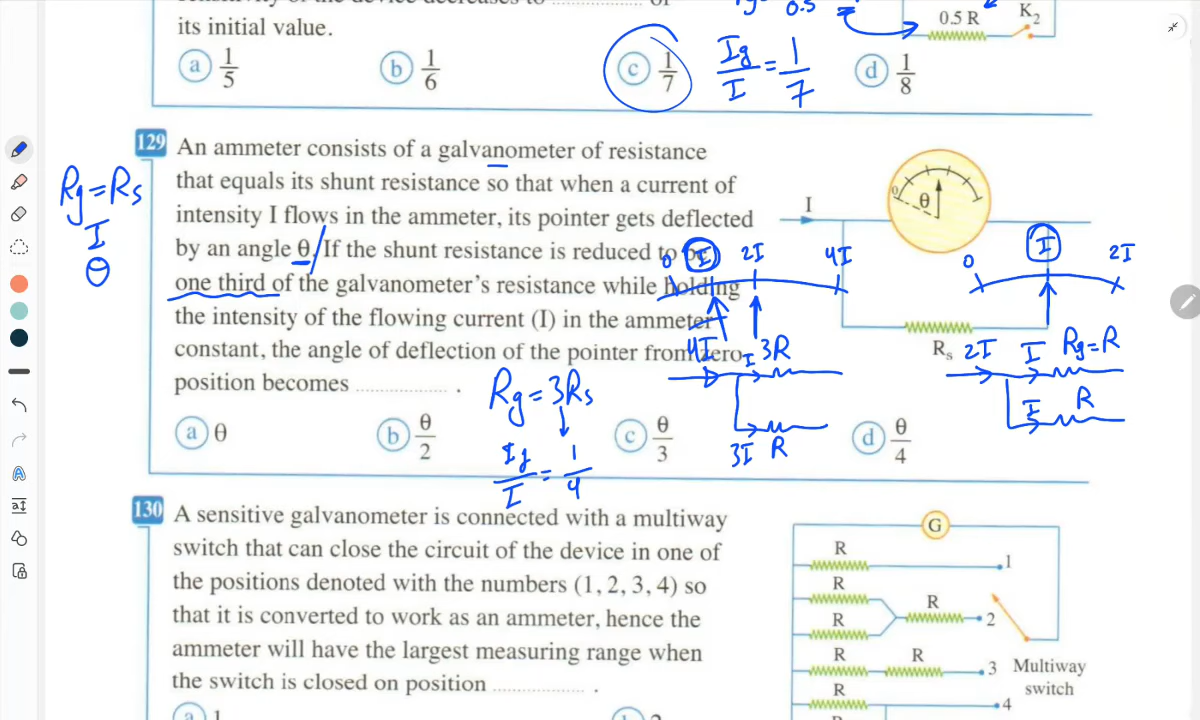 its initial value.
0.5 R K2
a 1/5 b 1/6 c 1/7 d 1/8
Ig/I = 1/7
129 An ammeter consists of a galvanometer of resistance
that equals its shunt resistance so that when a current of
intensity I flows in the ammeter, its pointer gets deflected
by an angle θ. If the shunt resistance is reduced to be
one third of the galvanometer's resistance while holding
the intensity of the flowing current (I) in the ammeter
constant, the angle of deflection of the pointer from zero
position becomes .................. .
Rg = Rs
I
θ
I
0
θ
Rs
0 I 2I 4I
0 I 2I
4I I 3R
3I R
2I I Rg=R
I R
Rg = 3Rs
Ig/I = 1/4
a θ b θ/2 c θ/3 d θ/4
130 A sensitive galvanometer is connected with a multiway
switch that can close the circuit of the device in one of
the positions denoted with the numbers (1, 2, 3, 4) so
that it is converted to work as an ammeter, hence the
ammeter will have the largest measuring range when
the switch is closed on position .................. .
G
R 1
R
R 2
R
R R 3 Multiway
switch
R 4